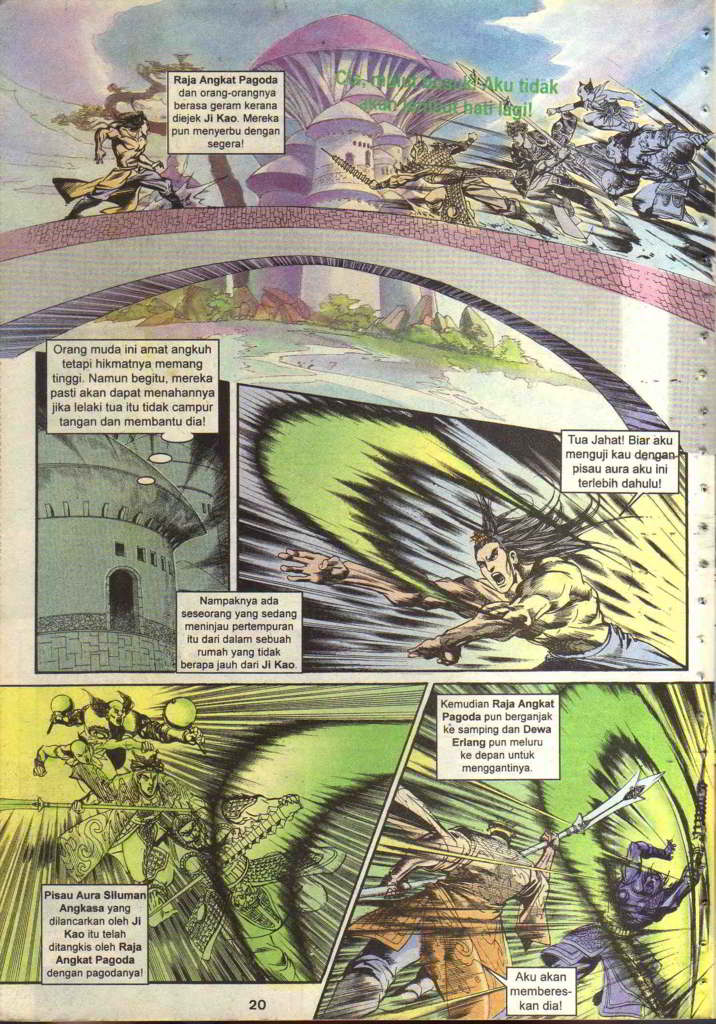 Raja Angkat Pagoda
dan orang-orangnya
berasa geram kerana
diejek Ji Kao. Mereka
pun menyerbu dengan
segera!
Aku tidak
hati lagi!
Orang muda ini amat angkuh
tetapi hikmatnya memang
tinggi. Namun begitu, mereka
pasti akan dapat menahannya
jika lelaki tua itu tidak campur
tangan dan membantu dia!
Tua Jahat! Biar aku
menguji kau dengan
pisau aura aku ini
terlebih dahulu!
Nampaknya ada
seseorang yang sedang
meninjau pertempuran
itu dari dalam sebuah
rumah yang tidak
berapa jauh dari Ji Kao.
Kemudian Raja Angkat
Pagoda pun berganjak
ke samping dan Dewa
Erlang pun meluru
ke depan untuk
menggantinya.
Pisau Aura Siluman
Angkasa yang
dilancarkan oleh Ji
Kao itu telah
ditangkis oleh Raja
Angkat Pagoda
dengan pagodanya!
Aku akan
memberes-
kan dia!
20